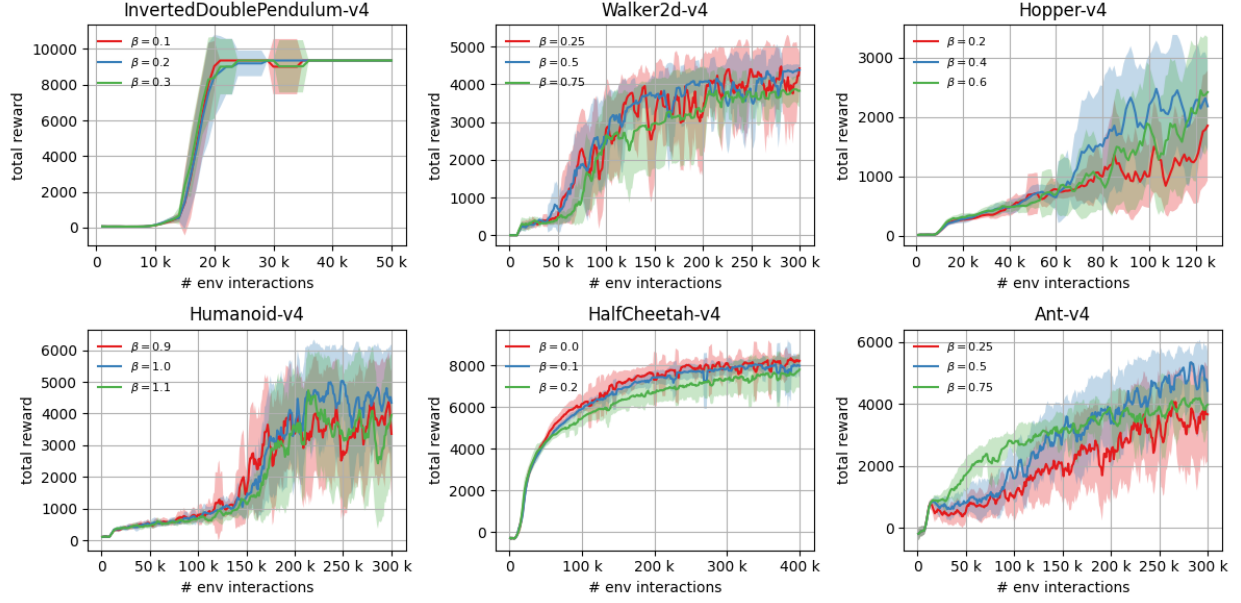 InvertedDoublePendulum-v4
10000
8000
6000
4000
2000
0
β = 0.1
β = 0.2
β = 0.3
total reward
0 10 k 20 k 30 k 40 k 50 k
# env interactions
Walker2d-v4
5000
4000
3000
2000
1000
0
β = 0.25
β = 0.5
β = 0.75
total reward
0 50 k 100 k 150 k 200 k 250 k 300 k
# env interactions
Hopper-v4
3000
2000
1000
0
β = 0.2
β = 0.4
β = 0.6
total reward
0 20 k 40 k 60 k 80 k 100 k 120 k
# env interactions
Humanoid-v4
6000
5000
4000
3000
2000
1000
0
β = 0.9
β = 1.0
β = 1.1
total reward
0 50 k 100 k 150 k 200 k 250 k 300 k
# env interactions
HalfCheetah-v4
8000
6000
4000
2000
0
β = 0.0
β = 0.1
β = 0.2
total reward
0 100 k 200 k 300 k 400 k
# env interactions
Ant-v4
6000
4000
2000
0
β = 0.25
β = 0.5
β = 0.75
total reward
0 50 k 100 k 150 k 200 k 250 k 300 k
# env interactions